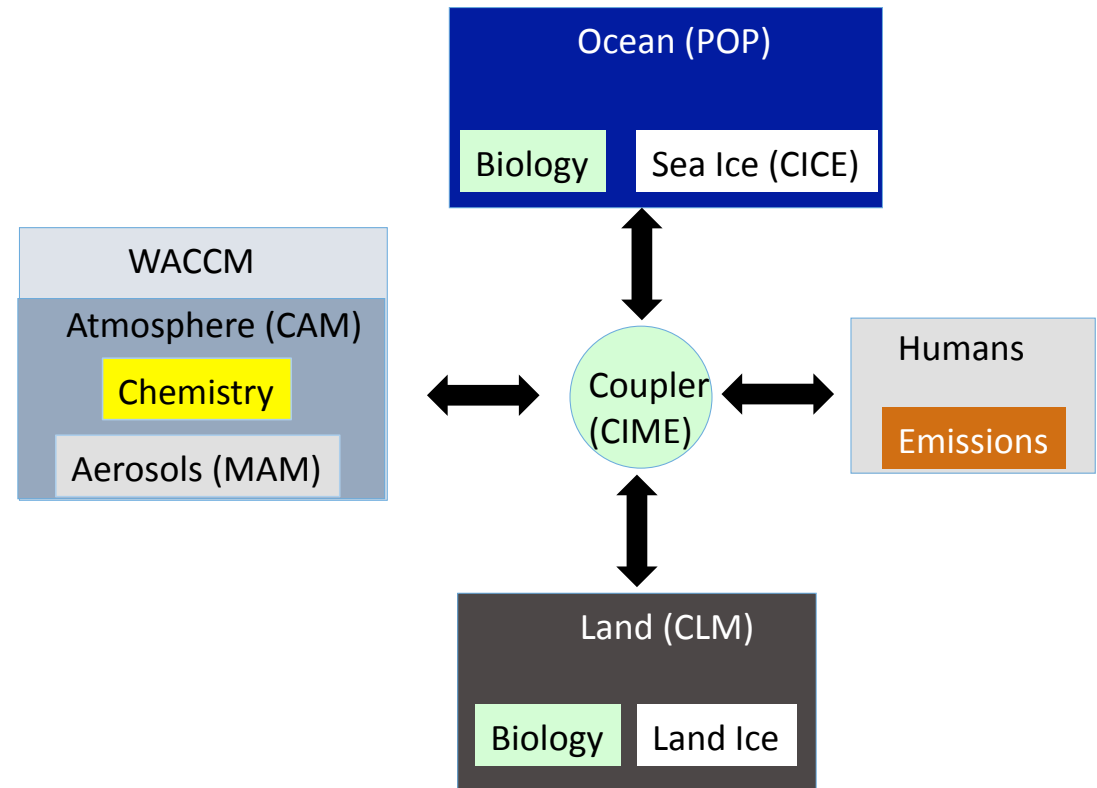 Ocean (POP)
Biology
Sea Ice (CICE)
WACCM
Atmosphere (CAM)
Chemistry
Aerosols (MAM)
Coupler
(CIME)
Humans
Emissions
Land (CLM)
Biology
Land Ice